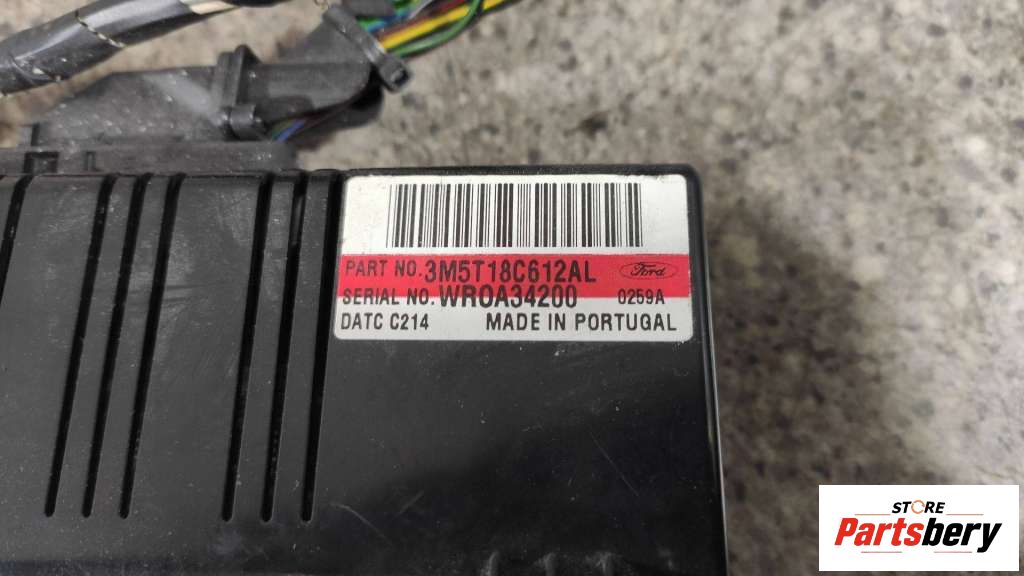 PART NO. 3M5T18C612AL Ford
SERIAL NO. WR0A34200 0259A
DATC C214 MADE IN PORTUGAL
STORE
Partsbery